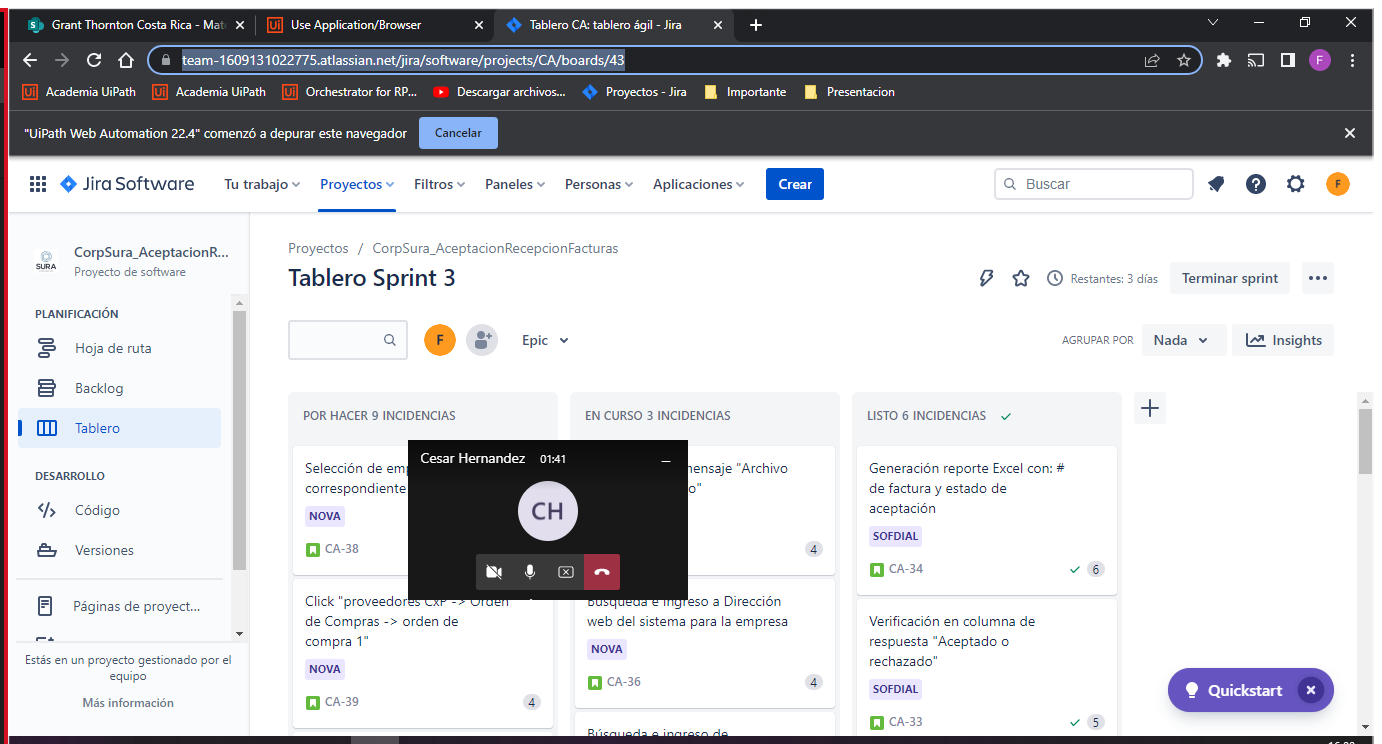 Grant Thornton Costa Rica - Mat
Use Application/Browser
Tablero CA: tablero ágil - Jira
team-1609131022775.atlassian.net/jira/software/projects/CA/boards/43
F
Ui Academia UiPath
Ui Academia UiPath
Ui Orchestrator for RP...
Descargar archivos...
Proyectos - Jira
Importante
Presentacion
"UiPath Web Automation 22.4" comenzó a depurar este navegador
Cancelar
Jira Software
Tu trabajo
Proyectos
Filtros
Paneles
Personas
Aplicaciones
Crear
Buscar
F
SURA
CorpSura_AceptacionR...
Proyecto de software
PLANIFICACIÓN
Hoja de ruta
Backlog
Tablero
DESARROLLO
Código
Versiones
Páginas de proyect...
Estás en un proyecto gestionado por el
equipo
Más información
Proyectos / CorpSura_AceptacionRecepcionFacturas
Tablero Sprint 3
Restantes: 3 días
Terminar sprint
F
Epic
AGRUPAR POR
Nada
Insights
POR HACER 9 INCIDENCIAS
Selección de
correspondiente
NOVA
CA-38
Click "proveedores CxP -> Orden
de Compras -> orden de
compra 1"
NOVA
CA-39
4
EN CURSO 3 INCIDENCIAS
"Archivo
4
Búsqueda e ingreso a Dirección
web del sistema para la empresa
NOVA
CA-36
4
Búsqueda e ingreso de
Cesar Hernandez 01:41
CH
LISTO 6 INCIDENCIAS
Generación reporte Excel con: #
de factura y estado de
aceptación
SOFDIAL
CA-34
6
Verificación en columna de
respuesta "Aceptado o
rechazado"
SOFDIAL
CA-33
5
Quickstart